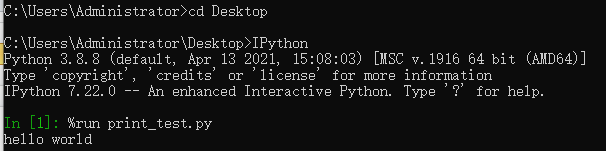 C:\Users\Administrator>cd Desktop
C:\Users\Administrator\Desktop>IPython
Python 3.8.8 (default, Apr 13 2021, 15:08:03) [MSC v.1916 64 bit (AMD64)]
Type 'copyright', 'credits' or 'license' for more information
IPython 7.22.0 -- An enhanced Interactive Python. Type '?' for help.
In [1]: %run print_test.py
hello world